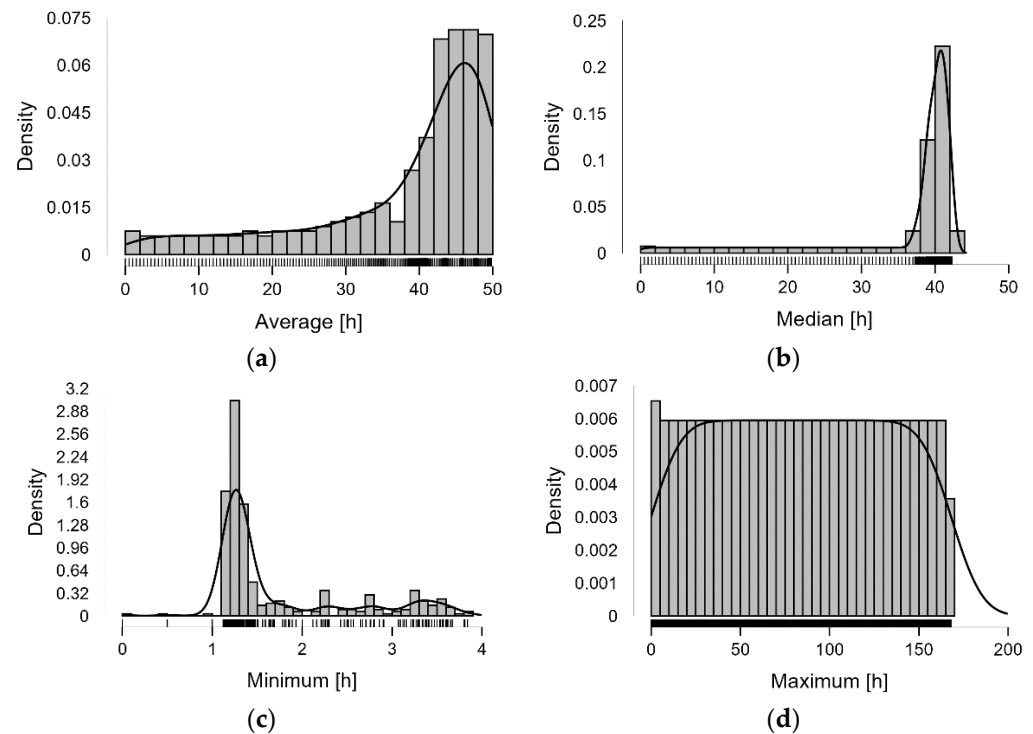 0.075
0.06
0.045
0.03
0.015
0
Density
0 10 20 30 40 50
Average [h]
(a)
0.25
0.2
0.15
0.1
0.05
0
Density
0 10 20 30 40 50
Median [h]
(b)
3.2
2.88
2.56
2.24
1.92
1.6
1.28
0.96
0.64
0.32
0
Density
0 1 2 3 4
Minimum [h]
(c)
0.007
0.006
0.005
0.004
0.003
0.002
0.001
0
Density
0 50 100 150 200
Maximum [h]
(d)